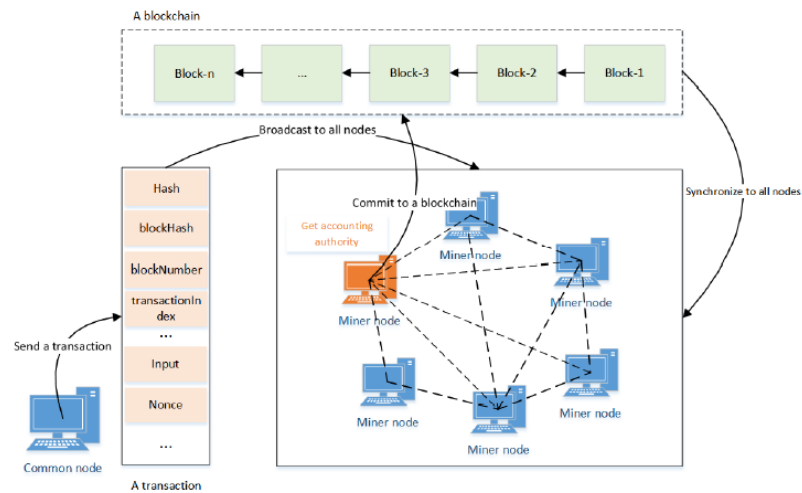 A blockchain
Block-n
...
Block-3
Block-2
Block-1
Broadcast to all nodes
Synchronize to all nodes
Commit to a blockchain
Get accounting
authority
Hash
blockHash
blockNumber
transactionIn
dex
...
Input
Nonce
...
Send a transaction
Common node
A transaction
Miner node
Miner node
Miner node
Miner node
Miner node
Miner node